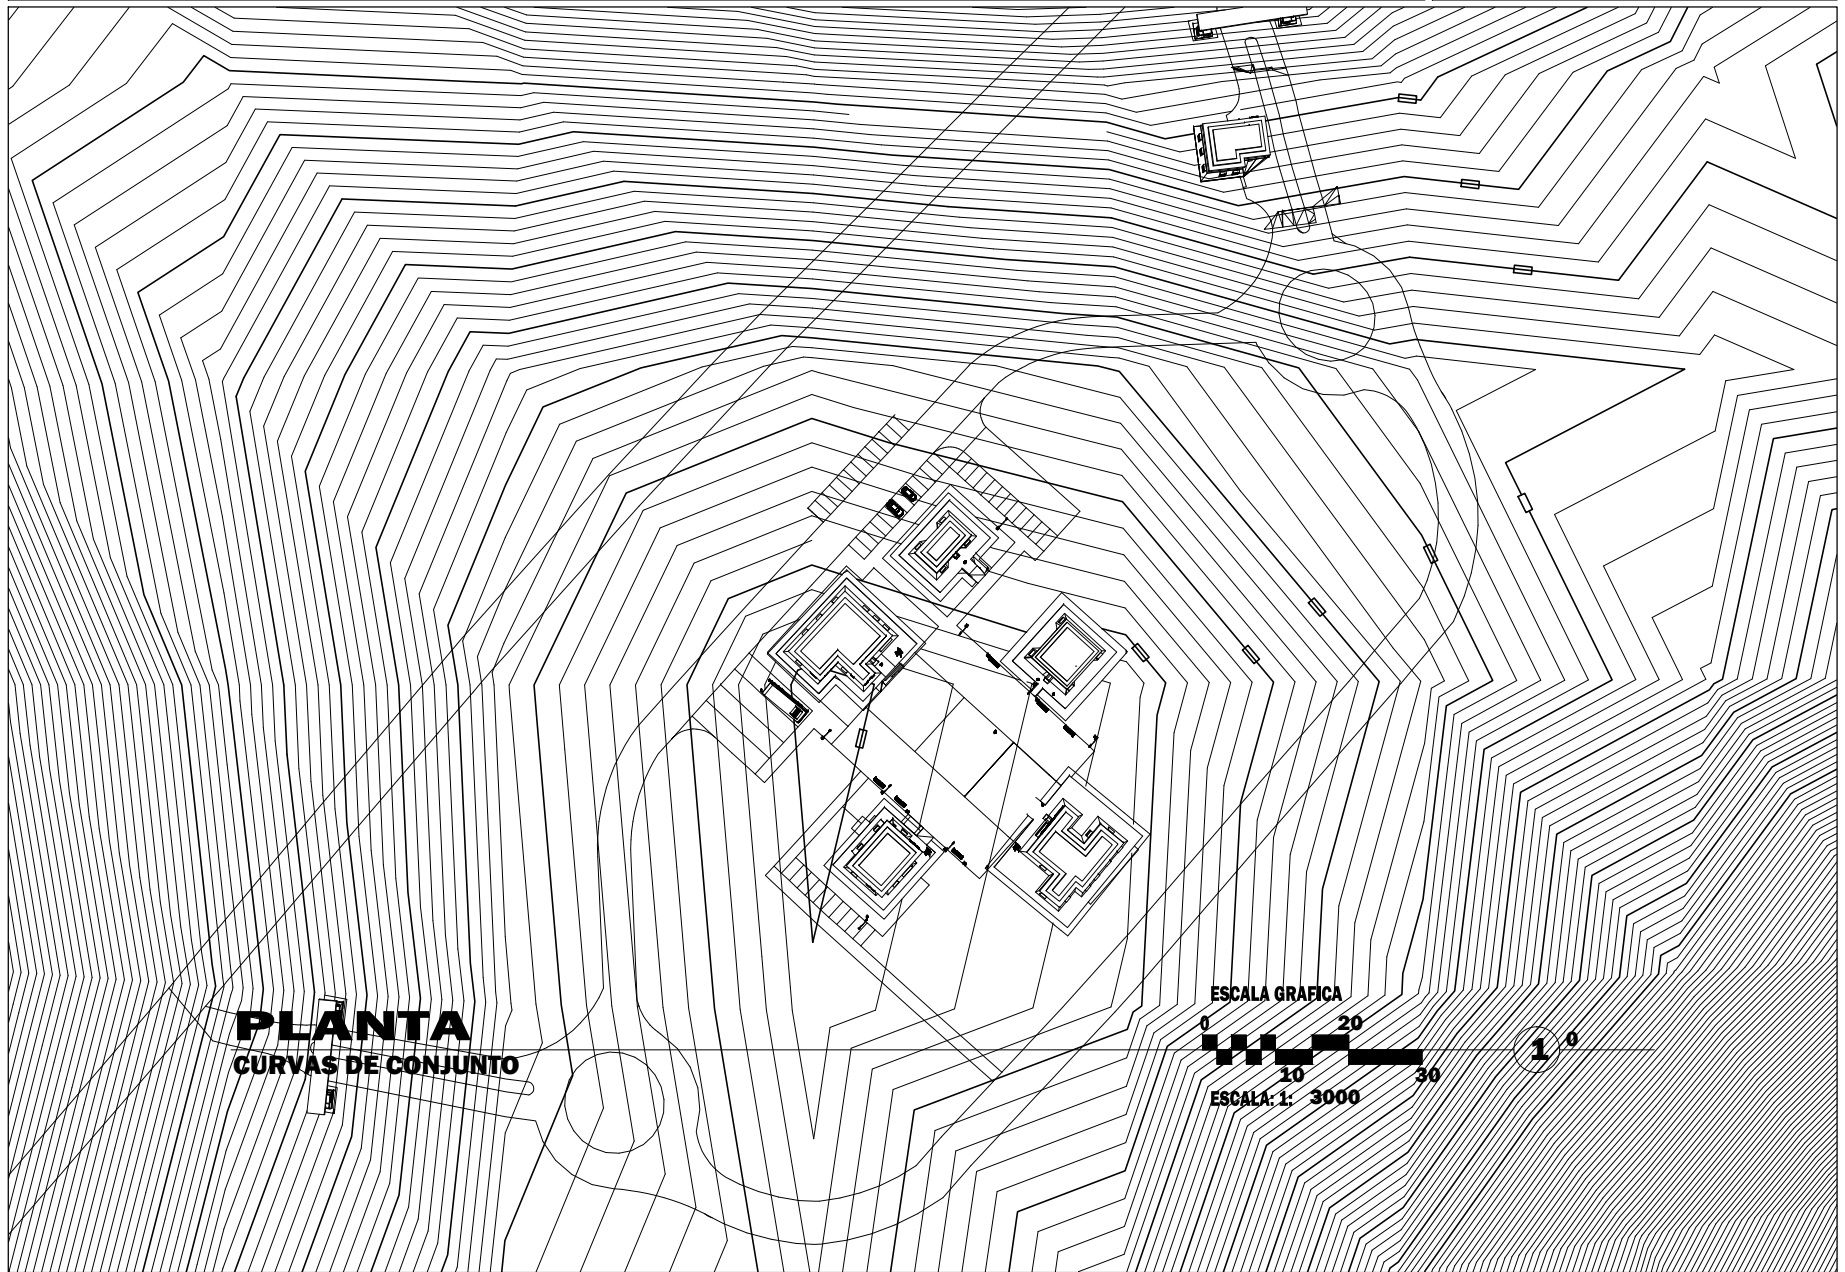 PLANTA
CURVAS DE CONJUNTO
ESCALA GRAFICA
0 20
10 30
ESCALA: 1: 3000
1 0